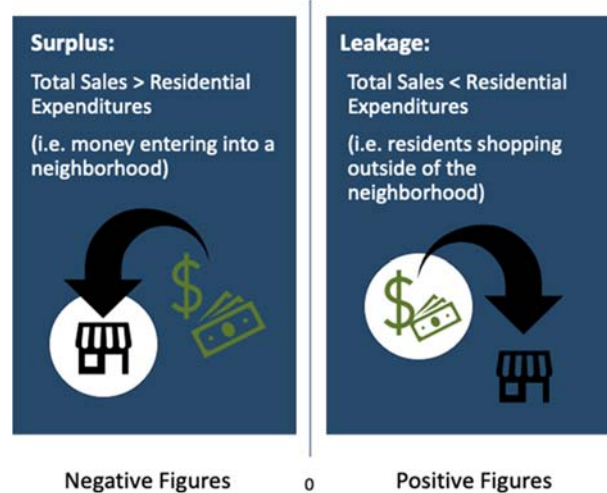 Surplus:
Total Sales > Residential
Expenditures
(i.e. money entering into a
neighborhood)
Leakage:
Total Sales < Residential
Expenditures
(i.e. residents shopping
outside of the
neighborhood)
Negative Figures
0
Positive Figures